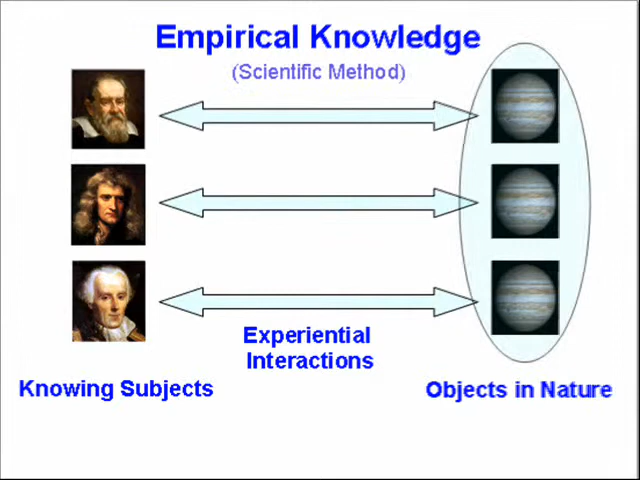 Empirical Knowledge
(Scientific Method)
Experiential
Interactions
Knowing Subjects
Objects in Nature